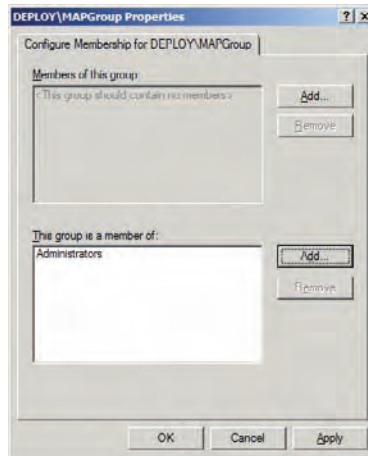 DEPLOY\MAPGroup Properties
Configure Membership for DEPLOY\MAPGroup
Members of this group:
<This group should contain no members>
Add...
Remove
This group is a member of:
Administrators
Add...
Remove
OK
Cancel
Apply